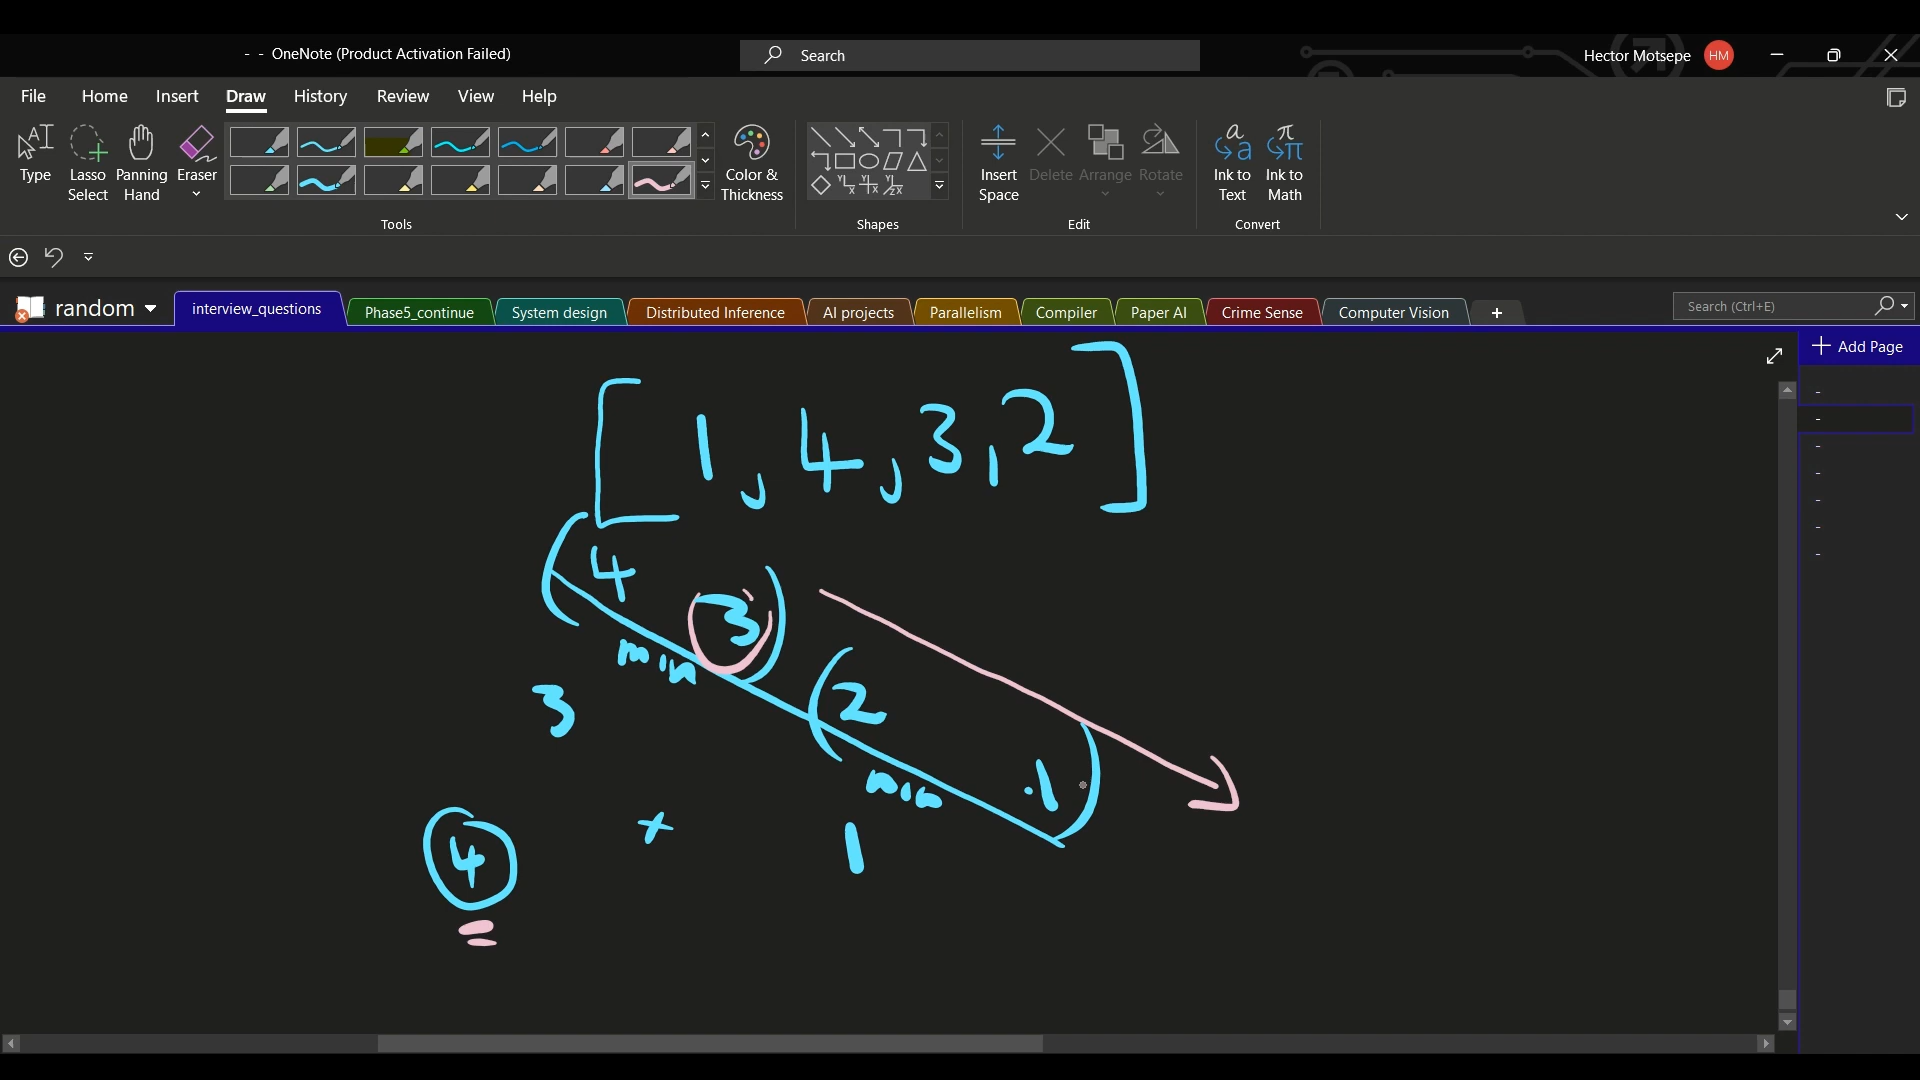 - - OneNote (Product Activation Failed)
Search
Hector Motsepe HM
File Home Insert Draw History Review View Help
Type
Lasso Select
Panning Hand
Eraser
Color & Thickness
Insert Space
Delete
Arrange
Rotate
Ink to Text
Ink to Math
Tools
Shapes
Edit
Convert
random
interview_questions Phase5_continue System design Distributed Inference AI projects Parallelism Compiler Paper AI Crime Sense Computer Vision +
Search (Ctrl+E)
Add Page
-
-
-
-
-
-
-
[1, 4, 3, 2]
(4 3)
min
3
(2 .1)
min
4 + 1